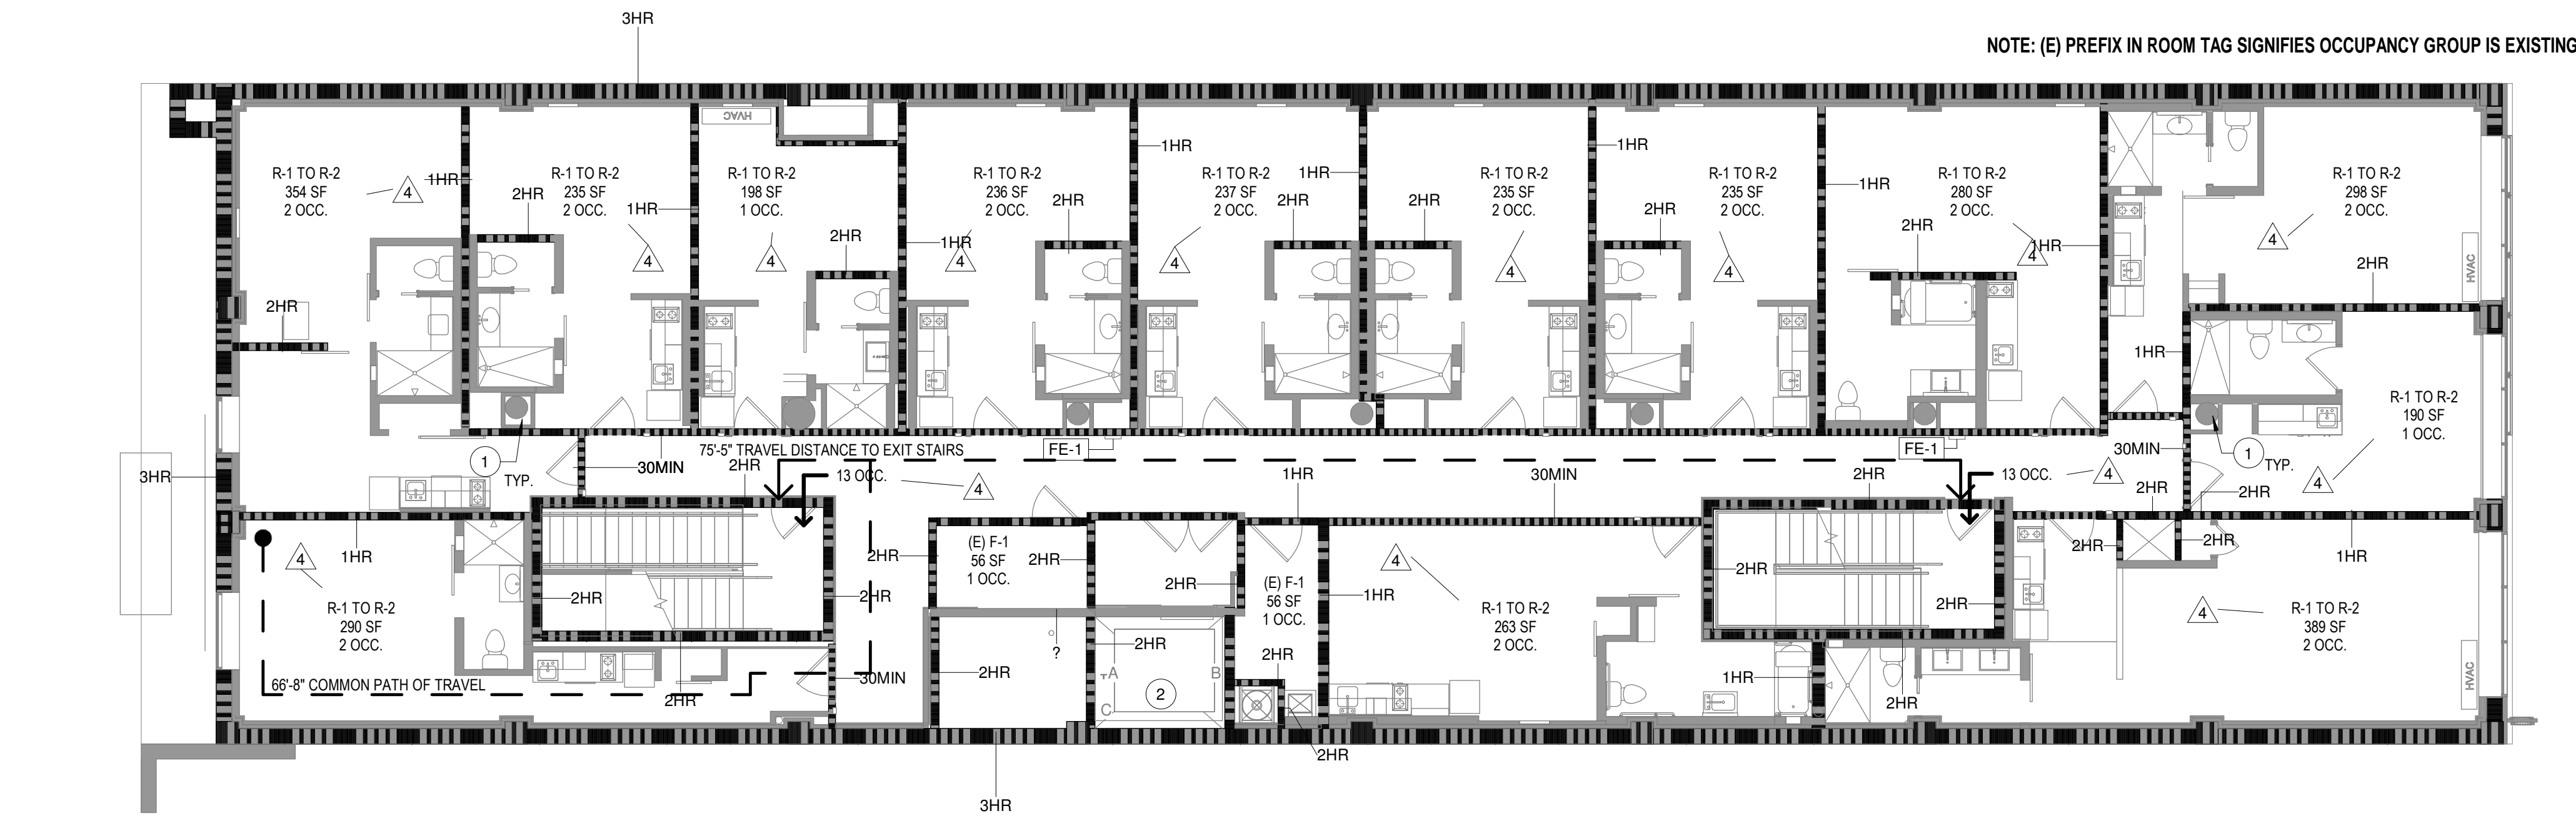 3HR
NOTE: (E) PREFIX IN ROOM TAG SIGNIFIES OCCUPANCY GROUP IS EXISTING
HVAC
R-1 TO R-2
354 SF
2 OCC.
4
1HR
R-1 TO R-2
235 SF
2 OCC.
2HR
1HR
4
R-1 TO R-2
198 SF
1 OCC.
4
2HR
R-1 TO R-2
236 SF
2 OCC.
1HR
4
2HR
1HR
R-1 TO R-2
237 SF
2 OCC.
4
2HR
1HR
R-1 TO R-2
235 SF
2 OCC.
2HR
4
1HR
R-1 TO R-2
235 SF
2 OCC.
2HR
4
1HR
R-1 TO R-2
280 SF
2 OCC.
2HR
4
1HR
R-1 TO R-2
298 SF
2 OCC.
4
2HR
HVAC
2HR
1HR
R-1 TO R-2
190 SF
1 OCC.
4
75'-5" TRAVEL DISTANCE TO EXIT STAIRS
FE-1
FE-1
30MIN
1
TYP.
1
TYP.
3HR
30MIN
2HR
13 OCC.
4
1HR
30MIN
2HR
13 OCC.
4
2HR
2HR
4
1HR
R-1 TO R-2
290 SF
2 OCC.
2HR
2HR
2HR
(E) F-1
56 SF
1 OCC.
2HR
2HR
(E) F-1
56 SF
1 OCC.
1HR
4
R-1 TO R-2
263 SF
2 OCC.
2HR
2HR
2HR
2HR
1HR
4
R-1 TO R-2
389 SF
2 OCC.
66'-8" COMMON PATH OF TRAVEL
2HR
30MIN
2HR
?
2HR
A
B
C
2
2HR
1HR
2HR
HVAC
2HR
3HR